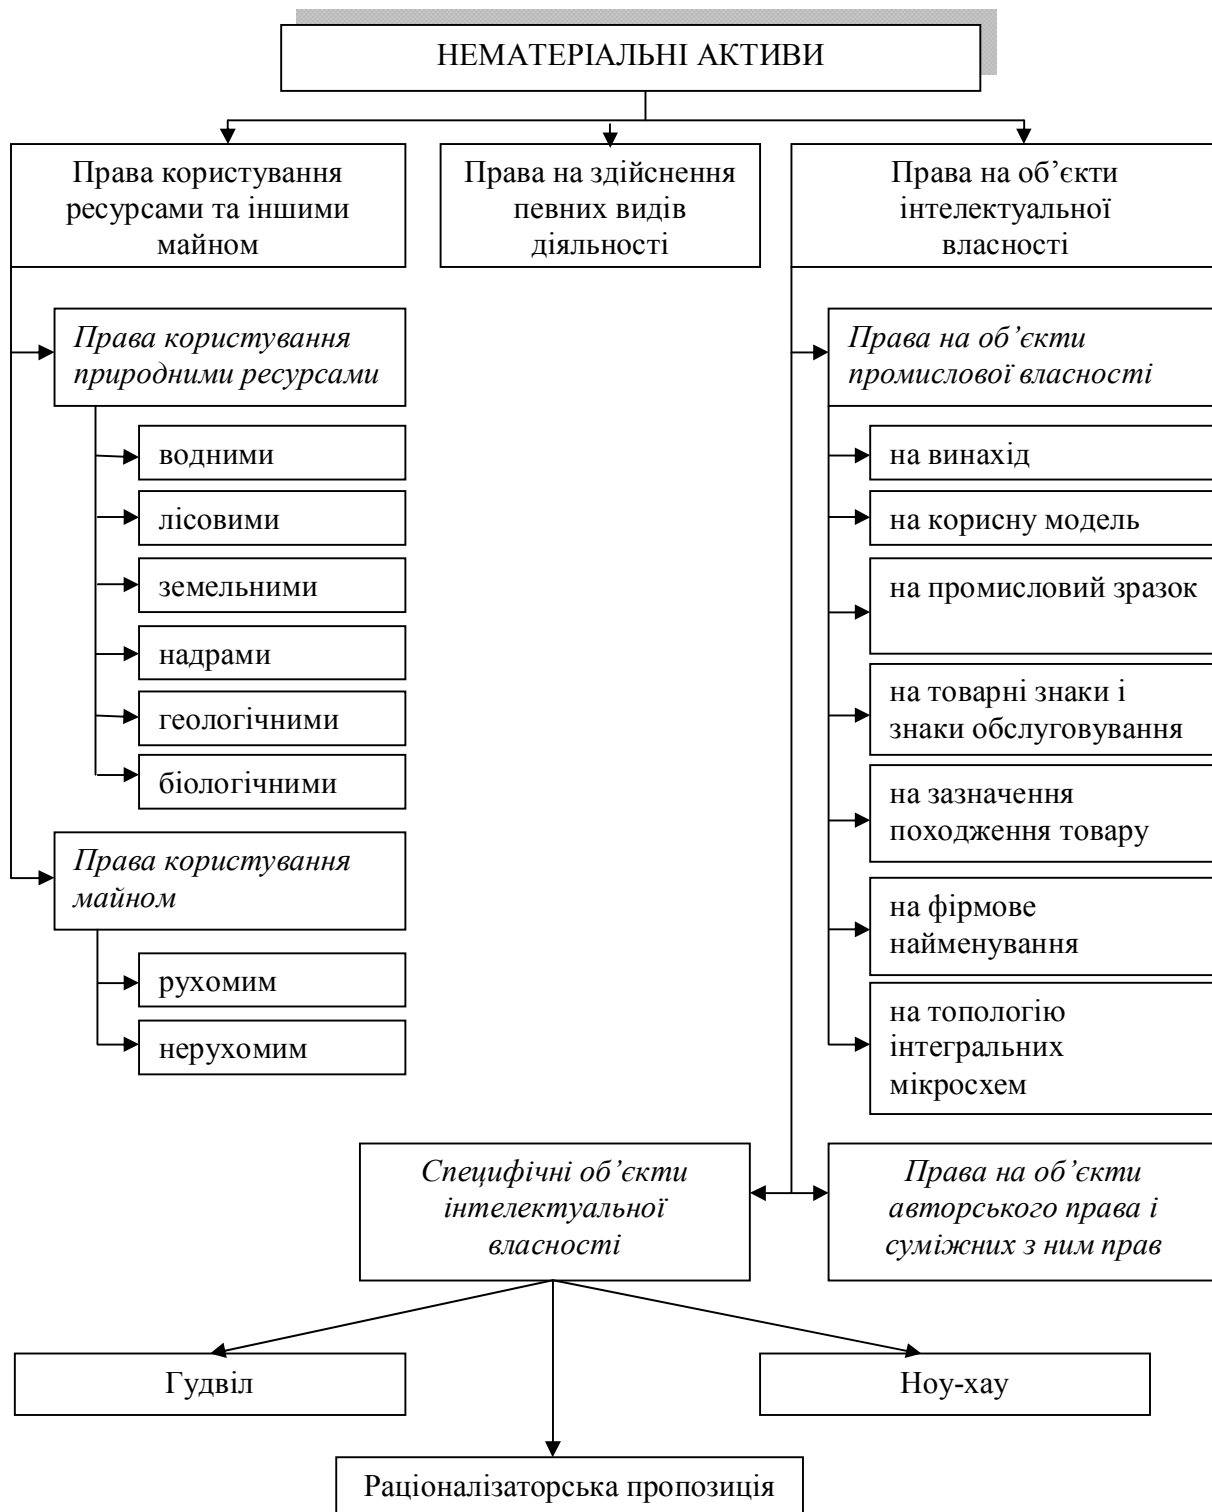 НЕМАТЕРІАЛЬНІ АКТИВИ
Права користування
ресурсами та іншими
майном
Права на здійснення
певних видів
діяльності
Права на об’єкти
інтелектуальної
власності
Права користування
природними ресурсами
водними
лісовими
земельними
надрами
геологічними
біологічними
Права користування
майном
рухомим
нерухомим
Права на об’єкти
промислової власності
на винахід
на корисну модель
на промисловий зразок
на товарні знаки і
знаки обслуговування
на зазначення
походження товару
на фірмове
найменування
на топологію
інтегральних
мікросхем
Специфічні об’єкти
інтелектуальної
власності
Права на об’єкти
авторського права і
суміжних з ним прав
Гудвіл
Ноу-хау
Раціоналізаторська пропозиція